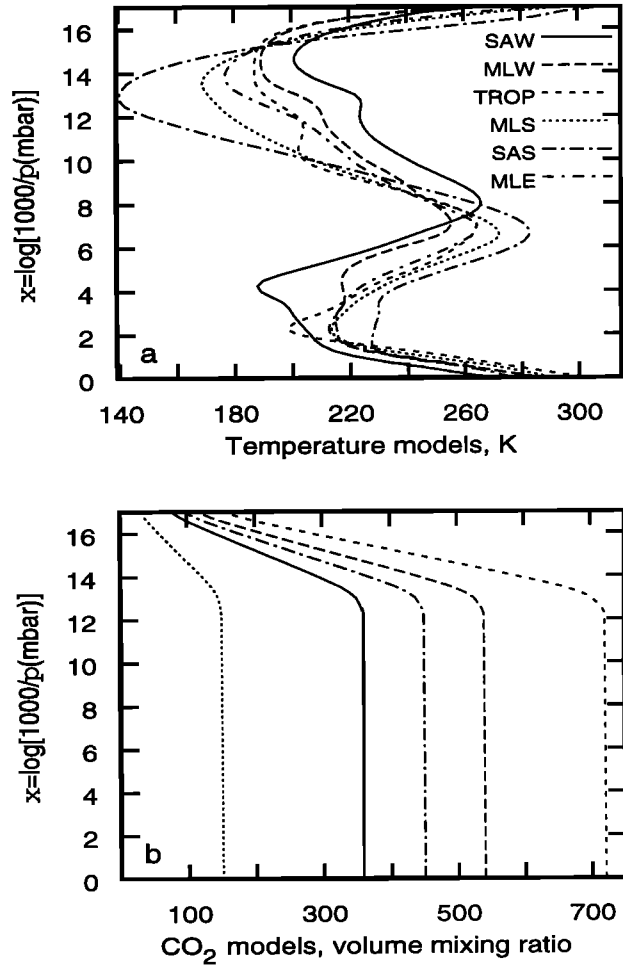 16
14
12
10
8
6
4
2
0
x=log[1000/p(mbar)]
SAW
MLW
TROP
MLS
SAS
MLE
a
140 180 220 260 300
Temperature models, K
16
14
12
10
8
6
4
2
0
x=log[1000/p(mbar)]
b
100 300 500 700
CO2 models, volume mixing ratio